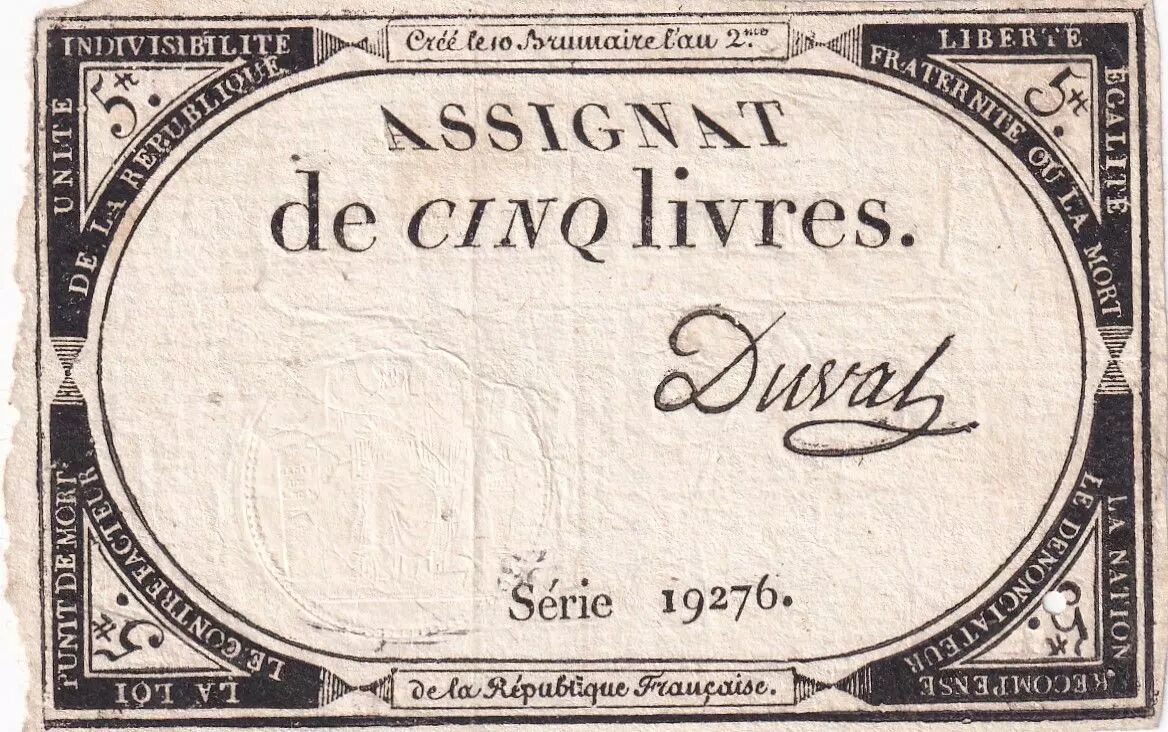 Créé le 10 Brumaire l'an 2.me
UNITÉ
INDIVISIBILITÉ
DE LA RÉPUBLIQUE
5₶.
LIBERTÉ
ÉGALITÉ
FRATERNITÉ OU LA MORT
5₶.
ASSIGNAT
de CINQ livres.
Duval
Série 19276.
LA LOI
PUNIT DE MORT
LE CONTREFACTEUR
5₶.
LA NATION
RECOMPENSE
LE DENONCIATEUR
5₶
de la République Française.